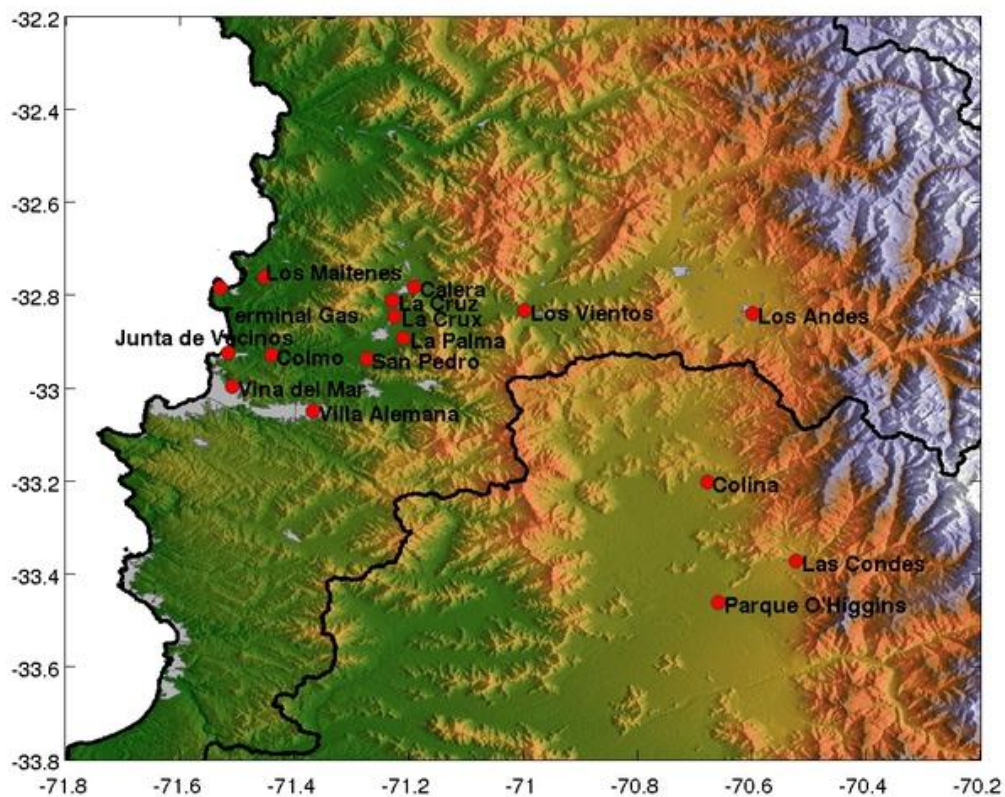 -32.2
-32.4
-32.6
-32.8
-33
-33.2
-33.4
-33.6
-33.8
Los Maitenes
Calera
La Cruz
Terminal Gas
La Crux
Los Vientos
Los Andes
Junta de Vecinos
La Palma
Colmo
San Pedro
Vina del Mar
Villa Alemana
Colina
Las Condes
Parque O'Higgins
-71.8
-71.6
-71.4
-71.2
-71
-70.8
-70.6
-70.4
-70.2